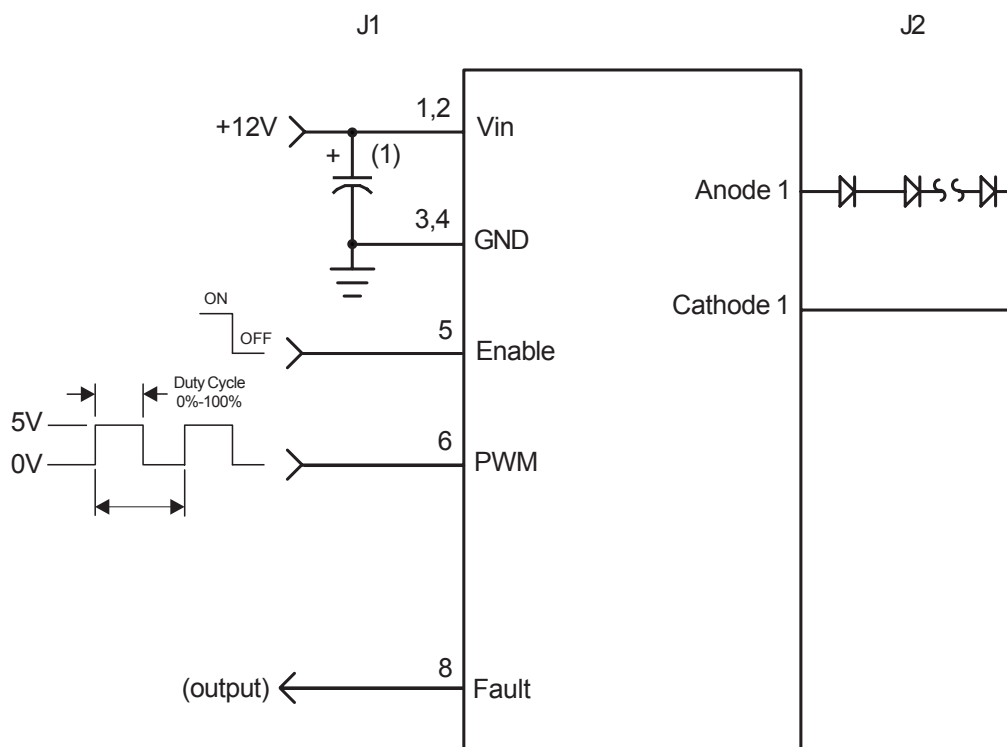 J1
J2
+12V
1,2
Vin
+ (1)
Anode 1
3,4
GND
Cathode 1
ON
OFF
5
Enable
Duty Cycle
0%-100%
5V
0V
6
PWM
(output)
8
Fault